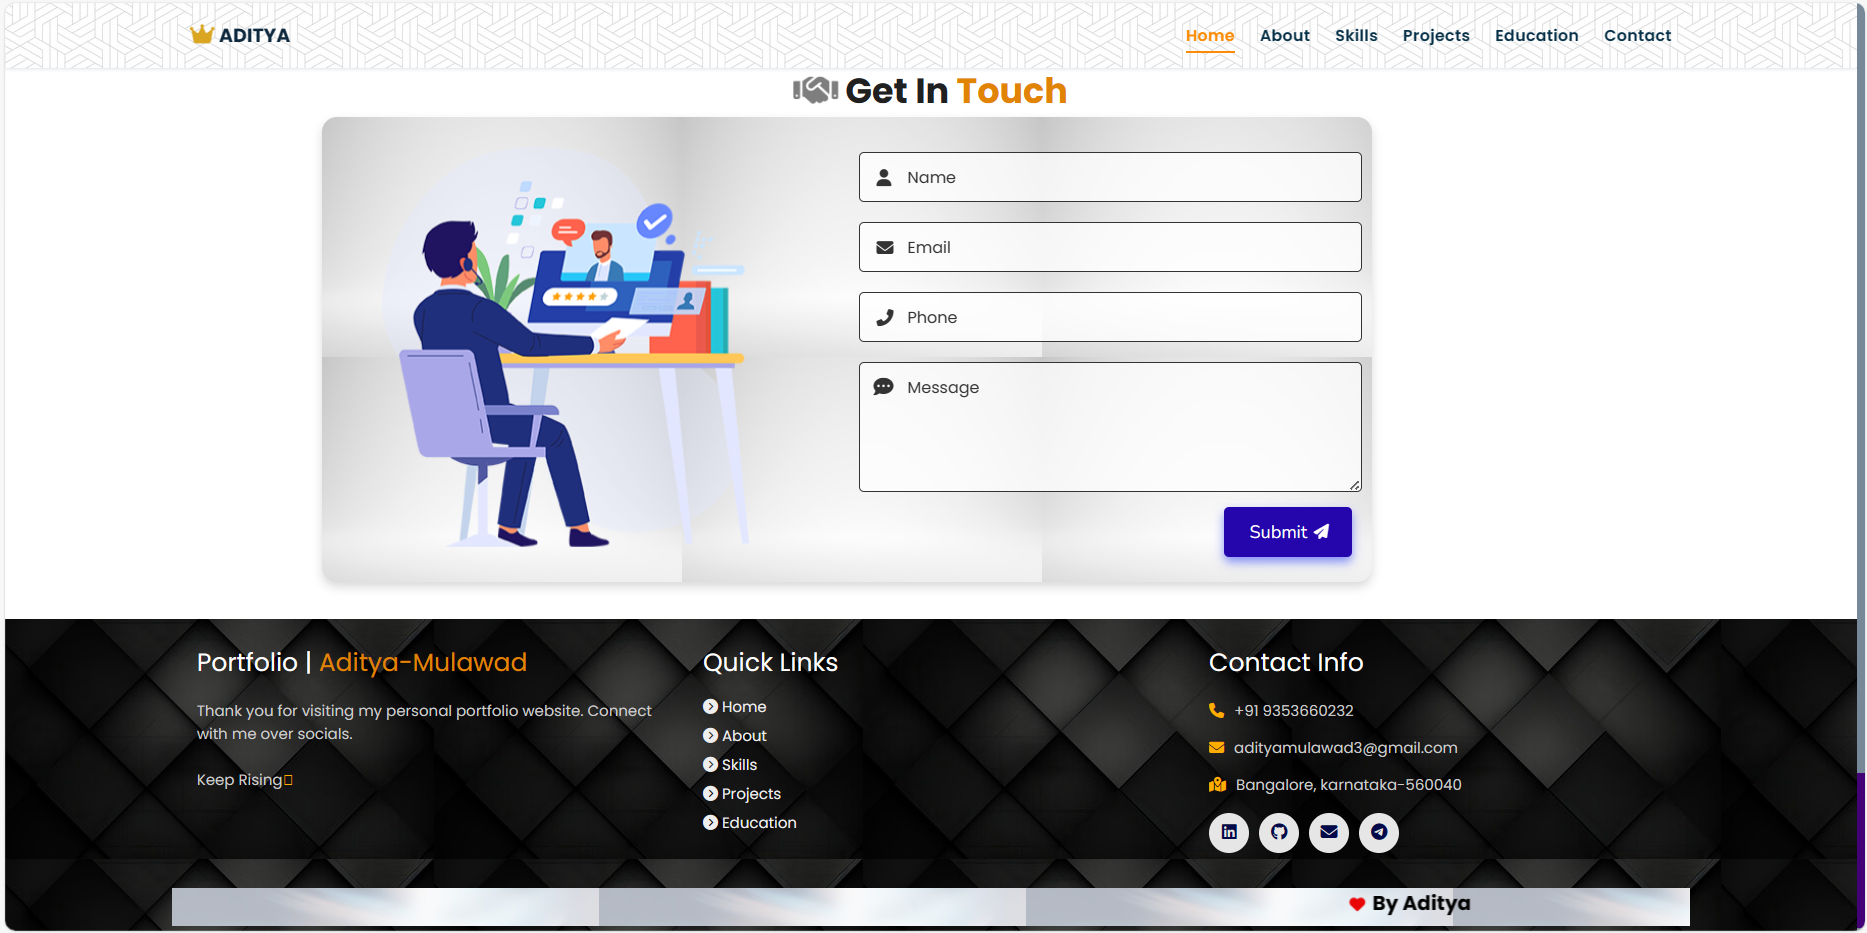 ADITYA
Home About Skills Projects Education Contact
Get In Touch
Name
Email
Phone
Message
Submit
Portfolio | Aditya-Mulawad
Thank you for visiting my personal portfolio website. Connect
with me over socials.
Keep Rising
Quick Links
Home
About
Skills
Projects
Education
Contact Info
+91 9353660232
adityamulawad3@gmail.com
Bangalore, karnataka-560040
By Aditya